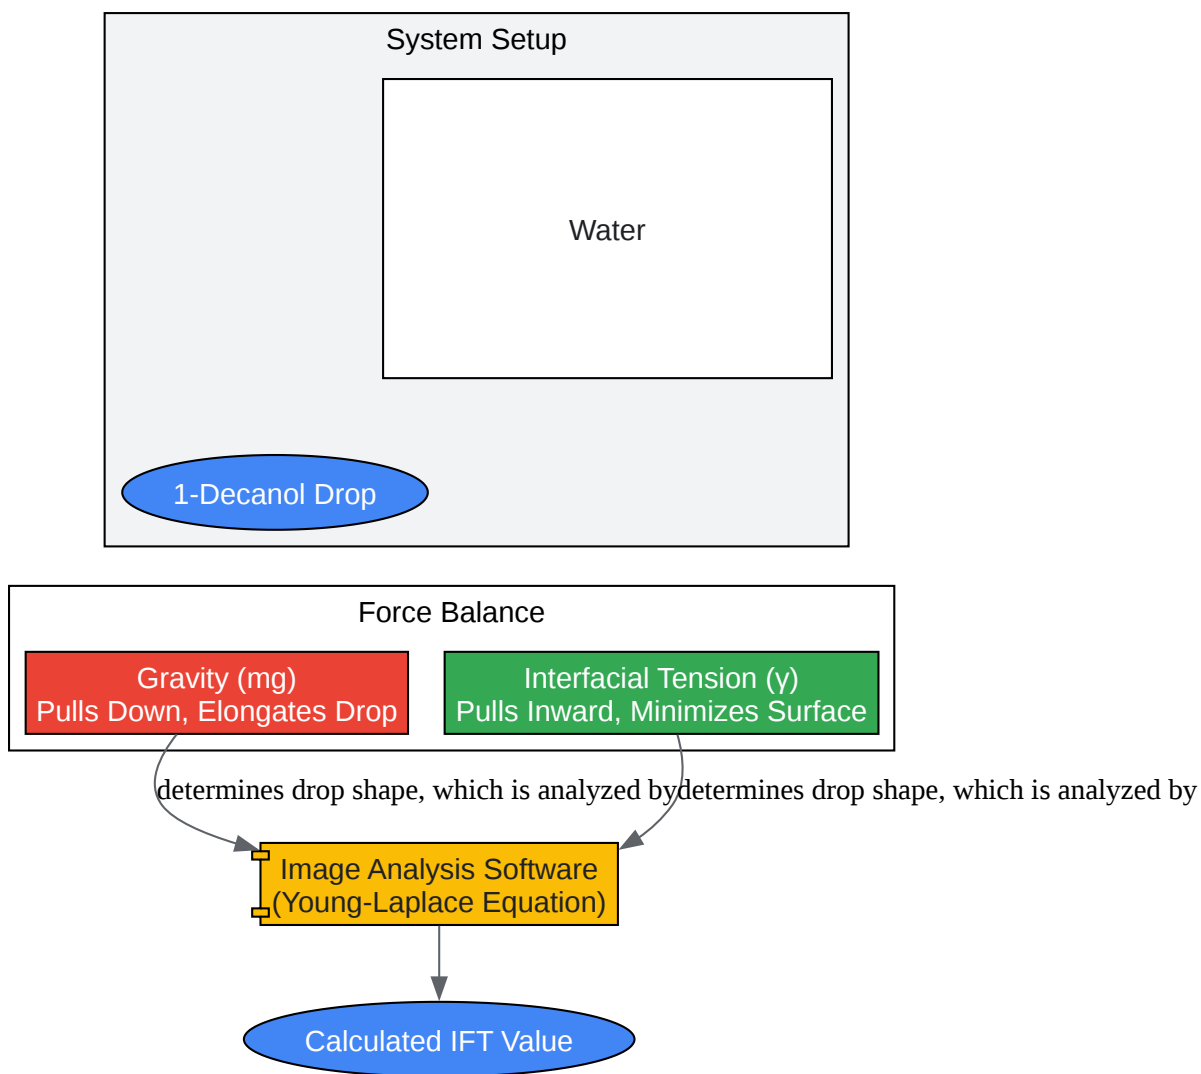 System Setup
Water
1-Decanol Drop
Force Balance
Gravity (mg)
Pulls Down, Elongates Drop
Interfacial Tension (γ)
Pulls Inward, Minimizes Surface
determines drop shape, which is analyzed by
determines drop shape, which is analyzed by
Image Analysis Software
(Young-Laplace Equation)
Calculated IFT Value